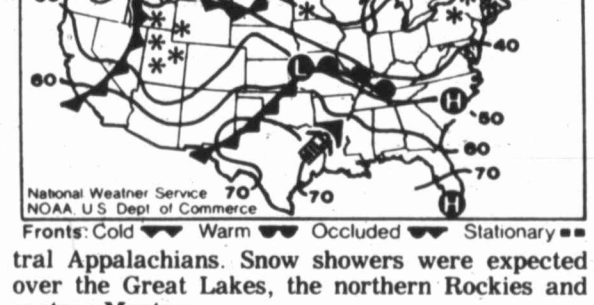 40
60
L
H
50
60
70
National Weather Service 70
70
NOAA, U S Dept of Commerce
H
Fronts: Cold Warm Occluded Stationary
tral Appalachians. Snow showers were expected
over the Great Lakes, the northern Rockies and